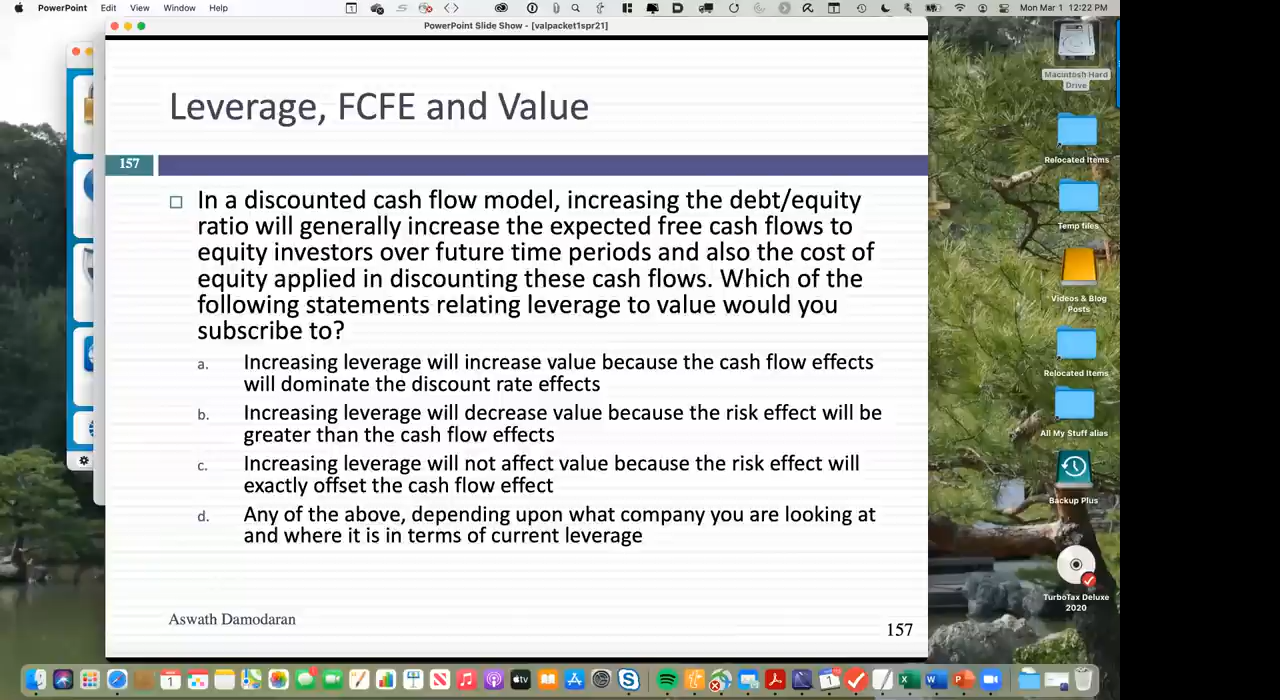 PowerPoint Edit View Window Help
Mon Mar 1 12:22 PM
PowerPoint Slide Show - [valpacket1spr21]
Leverage, FCFE and Value
157
In a discounted cash flow model, increasing the debt/equity
ratio will generally increase the expected free cash flows to
equity investors over future time periods and also the cost of
equity applied in discounting these cash flows. Which of the
following statements relating leverage to value would you
subscribe to?
a. Increasing leverage will increase value because the cash flow effects
will dominate the discount rate effects
b. Increasing leverage will decrease value because the risk effect will be
greater than the cash flow effects
c. Increasing leverage will not affect value because the risk effect will
exactly offset the cash flow effect
d. Any of the above, depending upon what company you are looking at
and where it is in terms of current leverage
Aswath Damodaran
157
Macintosh Hard
Drive
Relocated Items
Temp files
Videos & Blog
Posts
Relocated Items
All My Stuff alias
Backup Plus
TurboTax Deluxe
2020